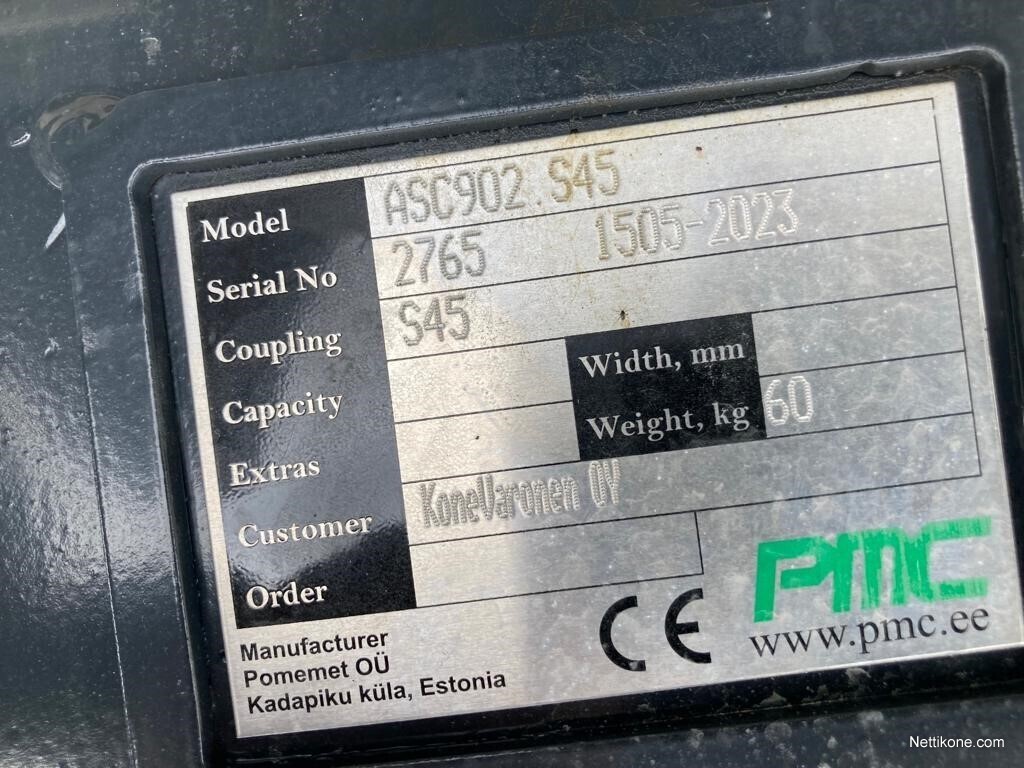 Model ASC902.S45
Serial No 2765 1505-2023
Coupling S45
Capacity Width, mm
Extras Weight, kg 60
Customer KoneVaronen OY
Order
Manufacturer
Pomemet OÜ
Kadapiku küla, Estonia
CE
PMC
www.pmc.ee
Nettikone.com